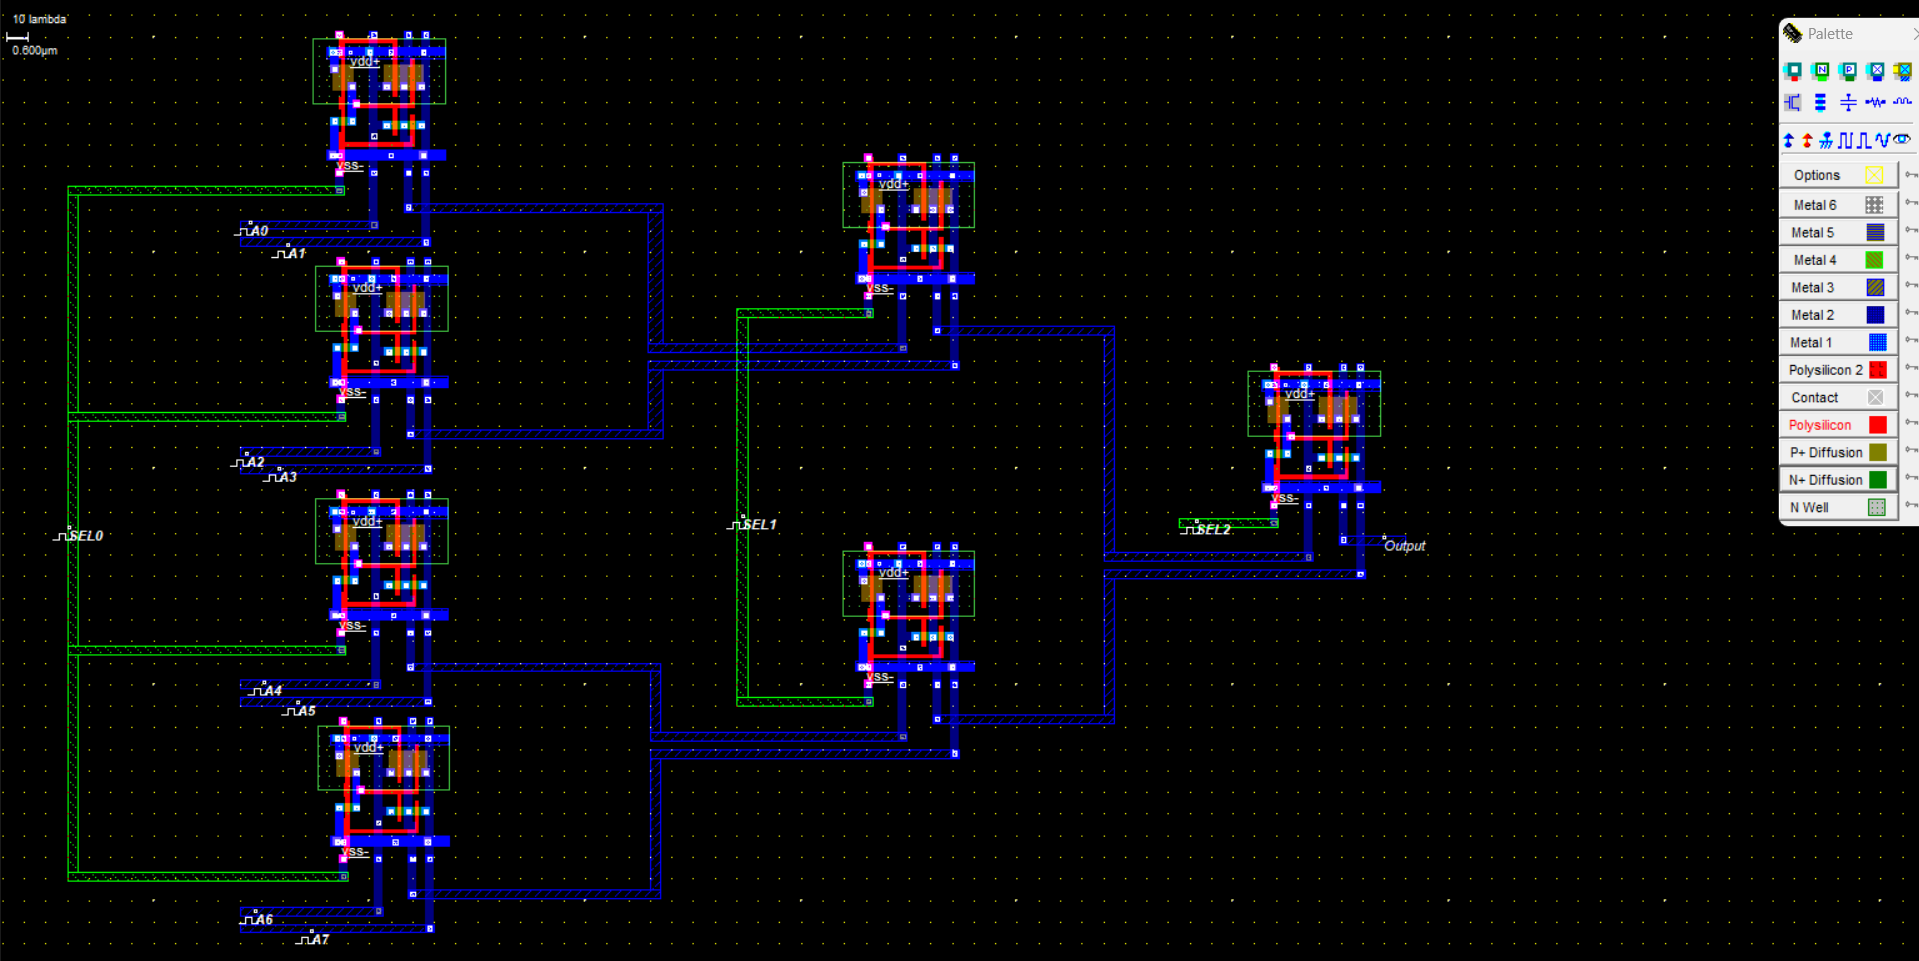 10 lambda
0.600µm
vdd+
vss-
A0
A1
vdd+
vss-
A2
A3
vdd+
vss-
SEL0
A4
A5
vdd+
vss-
A6
A7
vdd+
vss-
SEL1
vdd+
vss-
vdd+
vss-
SEL2
Output
Palette
N
P
Options
Metal 6
Metal 5
Metal 4
Metal 3
Metal 2
Metal 1
Polysilicon 2
Contact
Polysilicon
P+ Diffusion
N+ Diffusion
N Well